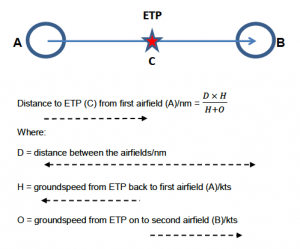 ETP
A B
C
Distance to ETP (C) from first airfield (A)/nm = D × H / H+O
Where:
D = distance between the airfields/nm
H = groundspeed from ETP back to first airfield (A)/kts
O = groundspeed from ETP on to second airfield (B)/kts